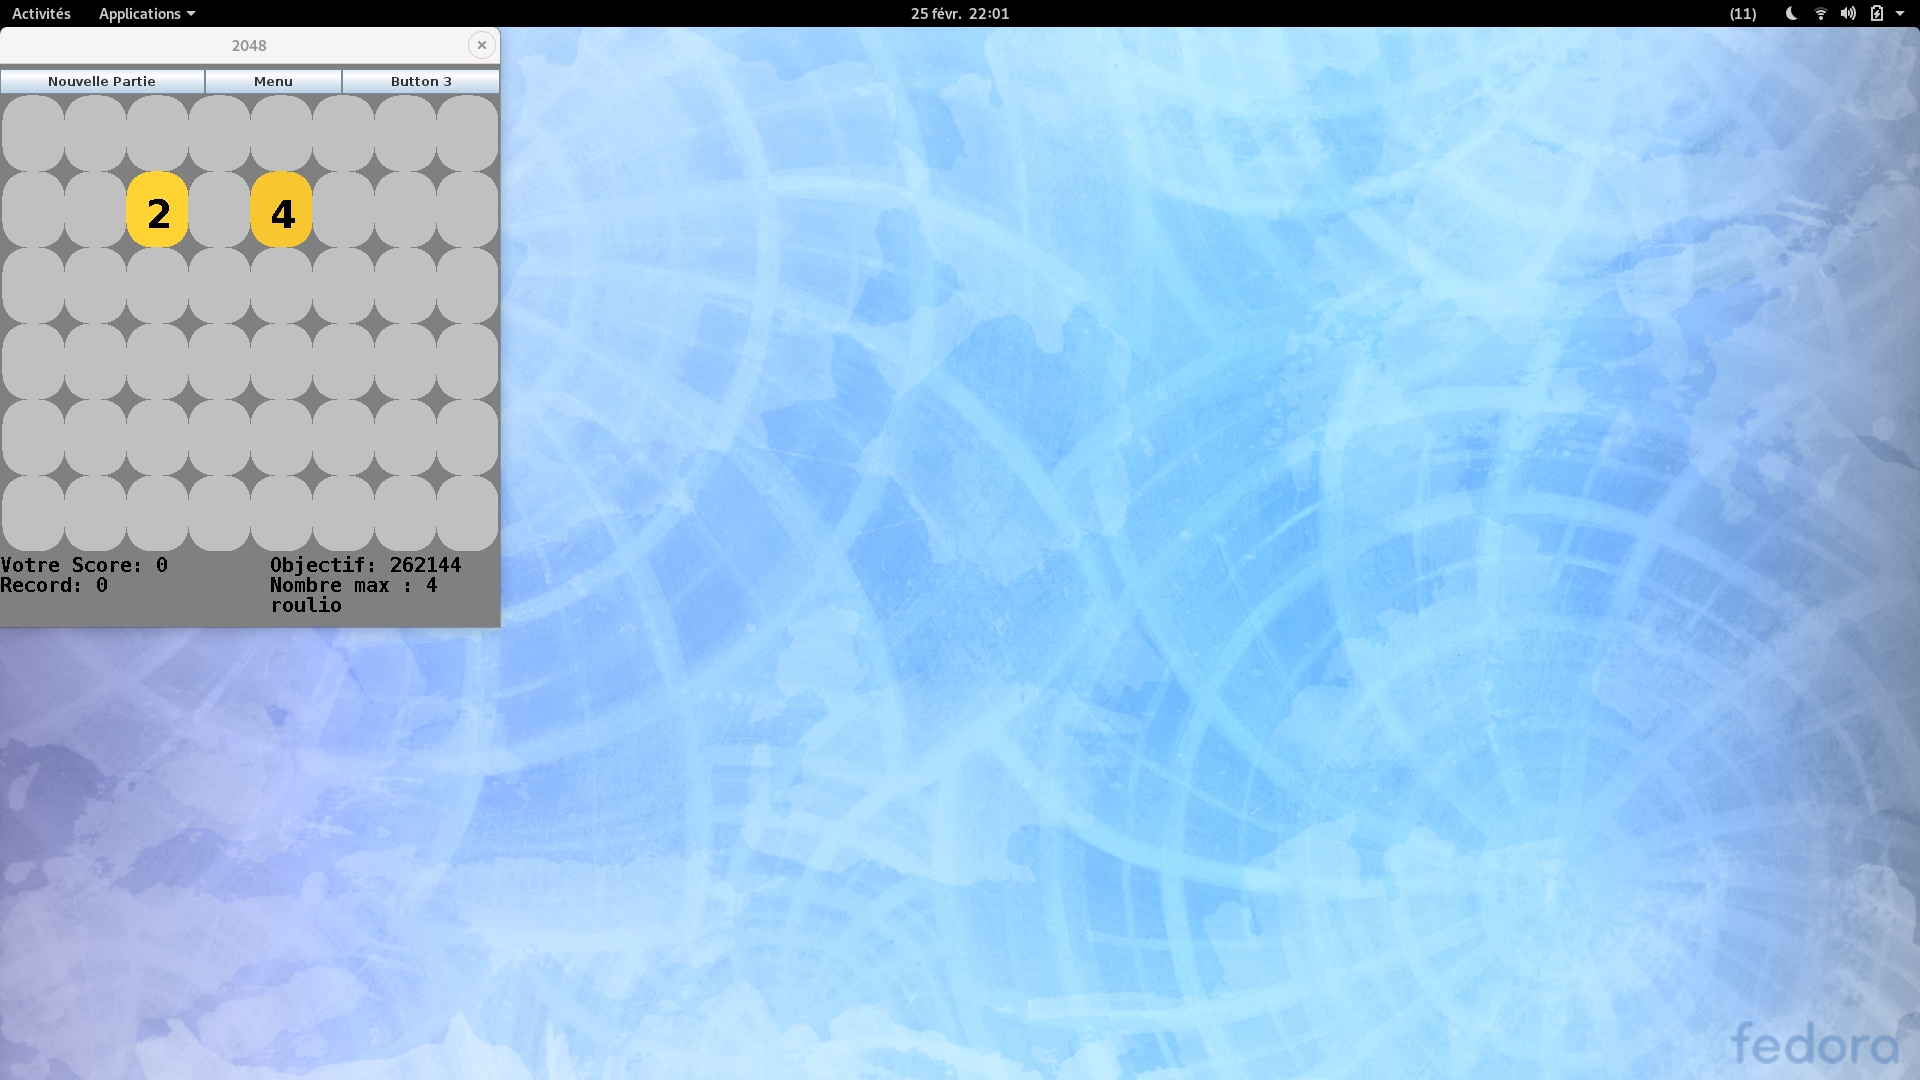 Activités Applications 25 févr. 22:01 (11)
2048
Nouvelle Partie Menu Button 3
2 4
Votre Score: 0 Objectif: 262144
Record: 0 Nombre max : 4
roulio
fedora